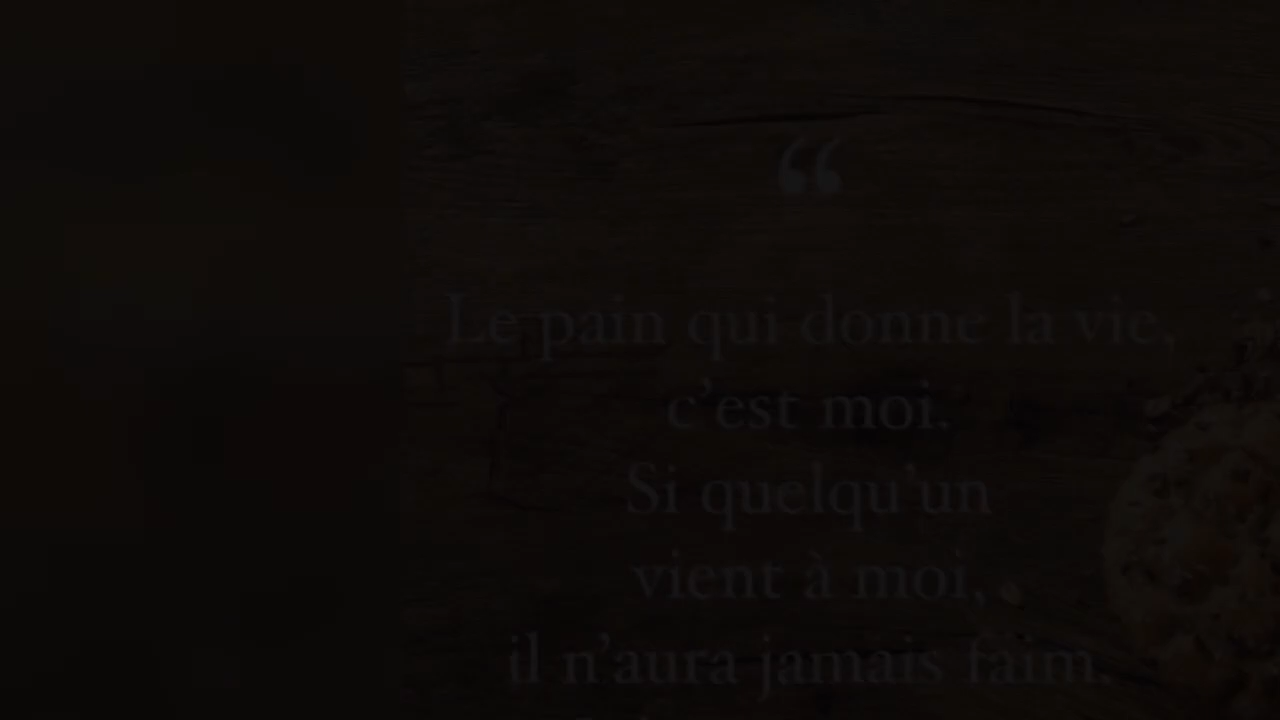 “
Le pain qui donne la vie,
c’est moi.
Si quelqu’un
vient à moi,
il n’aura jamais faim.